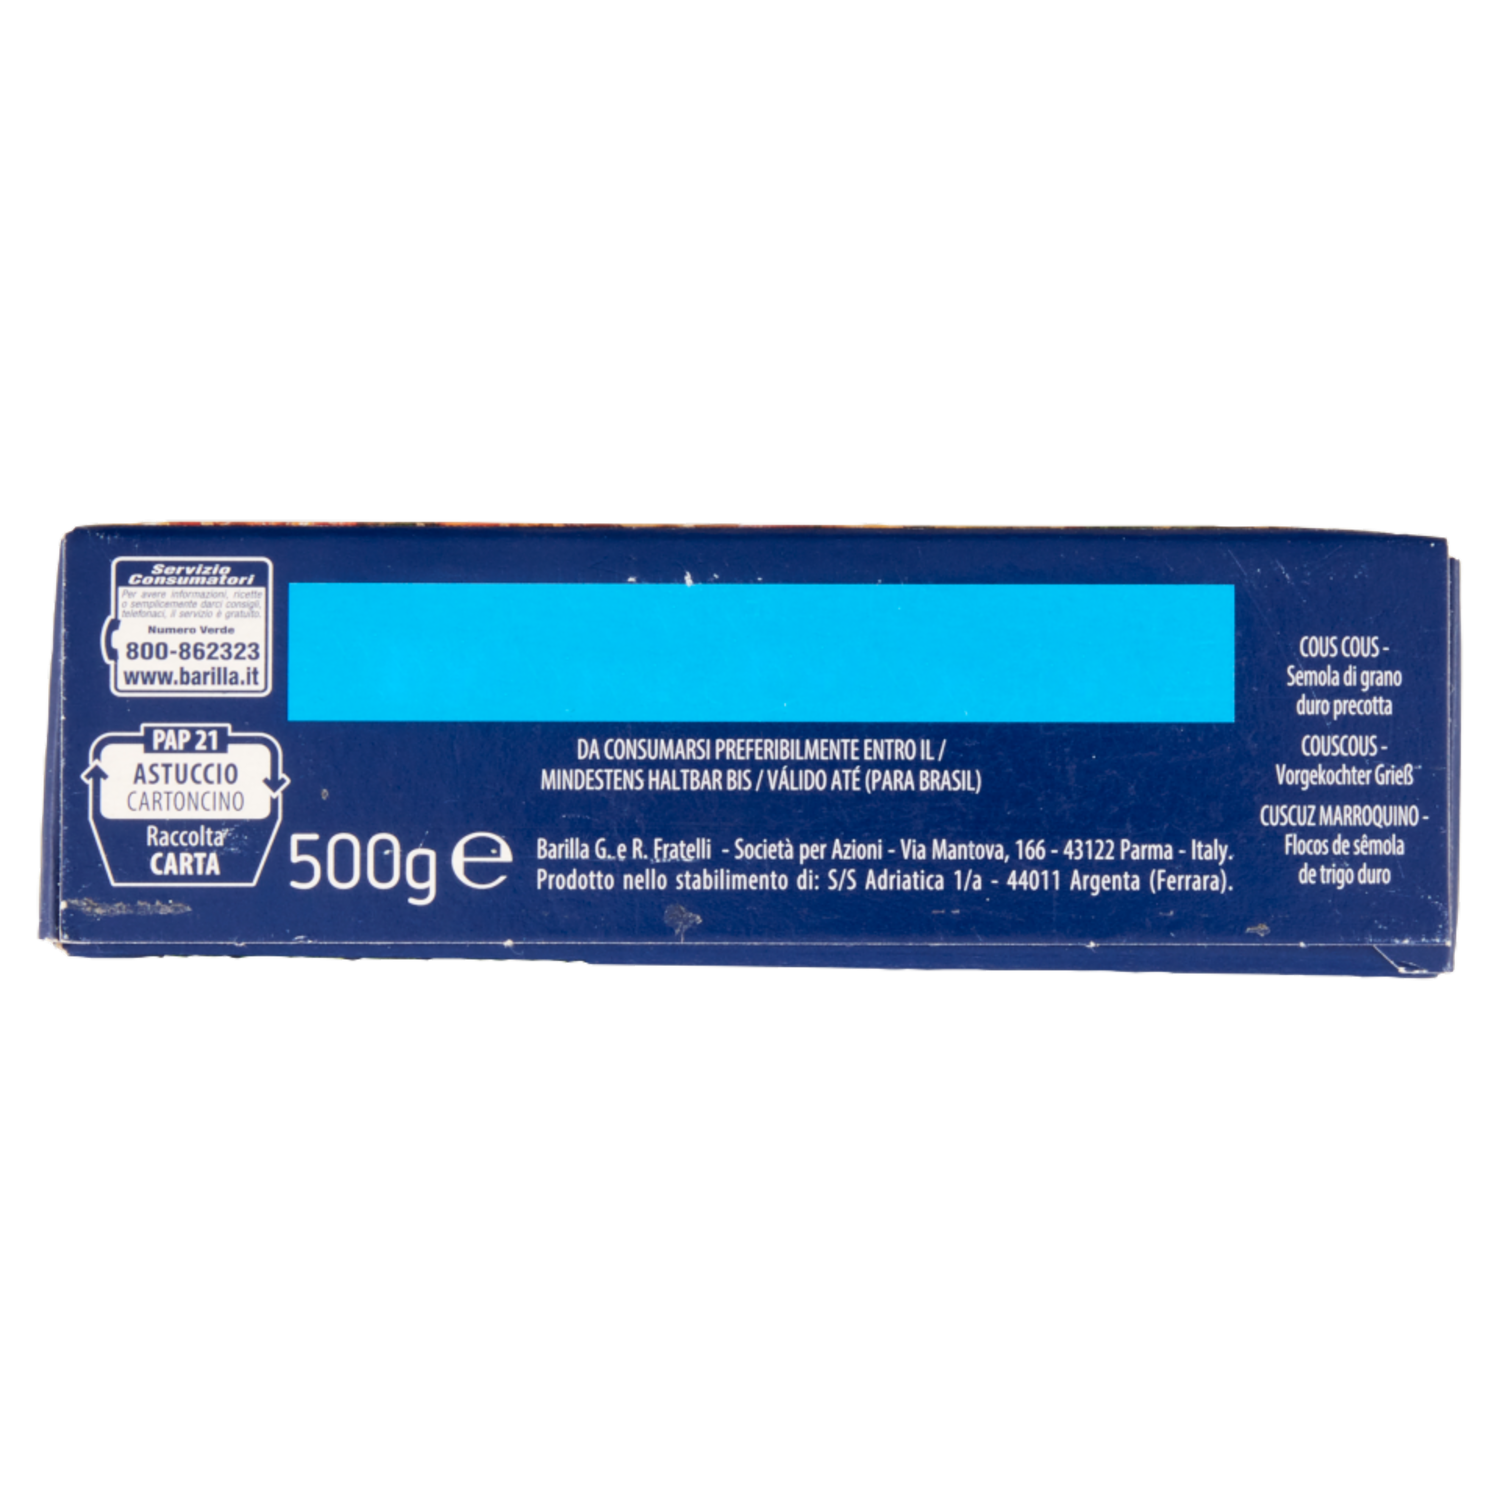 Servizio
Consumatori
Per avere informazioni, ricette
o semplicemente darci consigli,
telefonaci, il servizio è gratuito.
Numero Verde
800-862323
www.barilla.it
PAP 21
ASTUCCIO
CARTONCINO
Raccolta
CARTA
DA CONSUMARSI PREFERIBILMENTE ENTRO IL /
MINDESTENS HALTBAR BIS / VÁLIDO ATÉ (PARA BRASIL)
500g e
Barilla G. e R. Fratelli - Società per Azioni - Via Mantova, 166 - 43122 Parma - Italy.
Prodotto nello stabilimento di: S/S Adriatica 1/a - 44011 Argenta (Ferrara).
COUS COUS -
Semola di grano
duro precotta
COUSCOUS -
Vorgekochter Grieß
CUSCUZ MARROQUINO -
Flocos de sêmola
de trigo duro